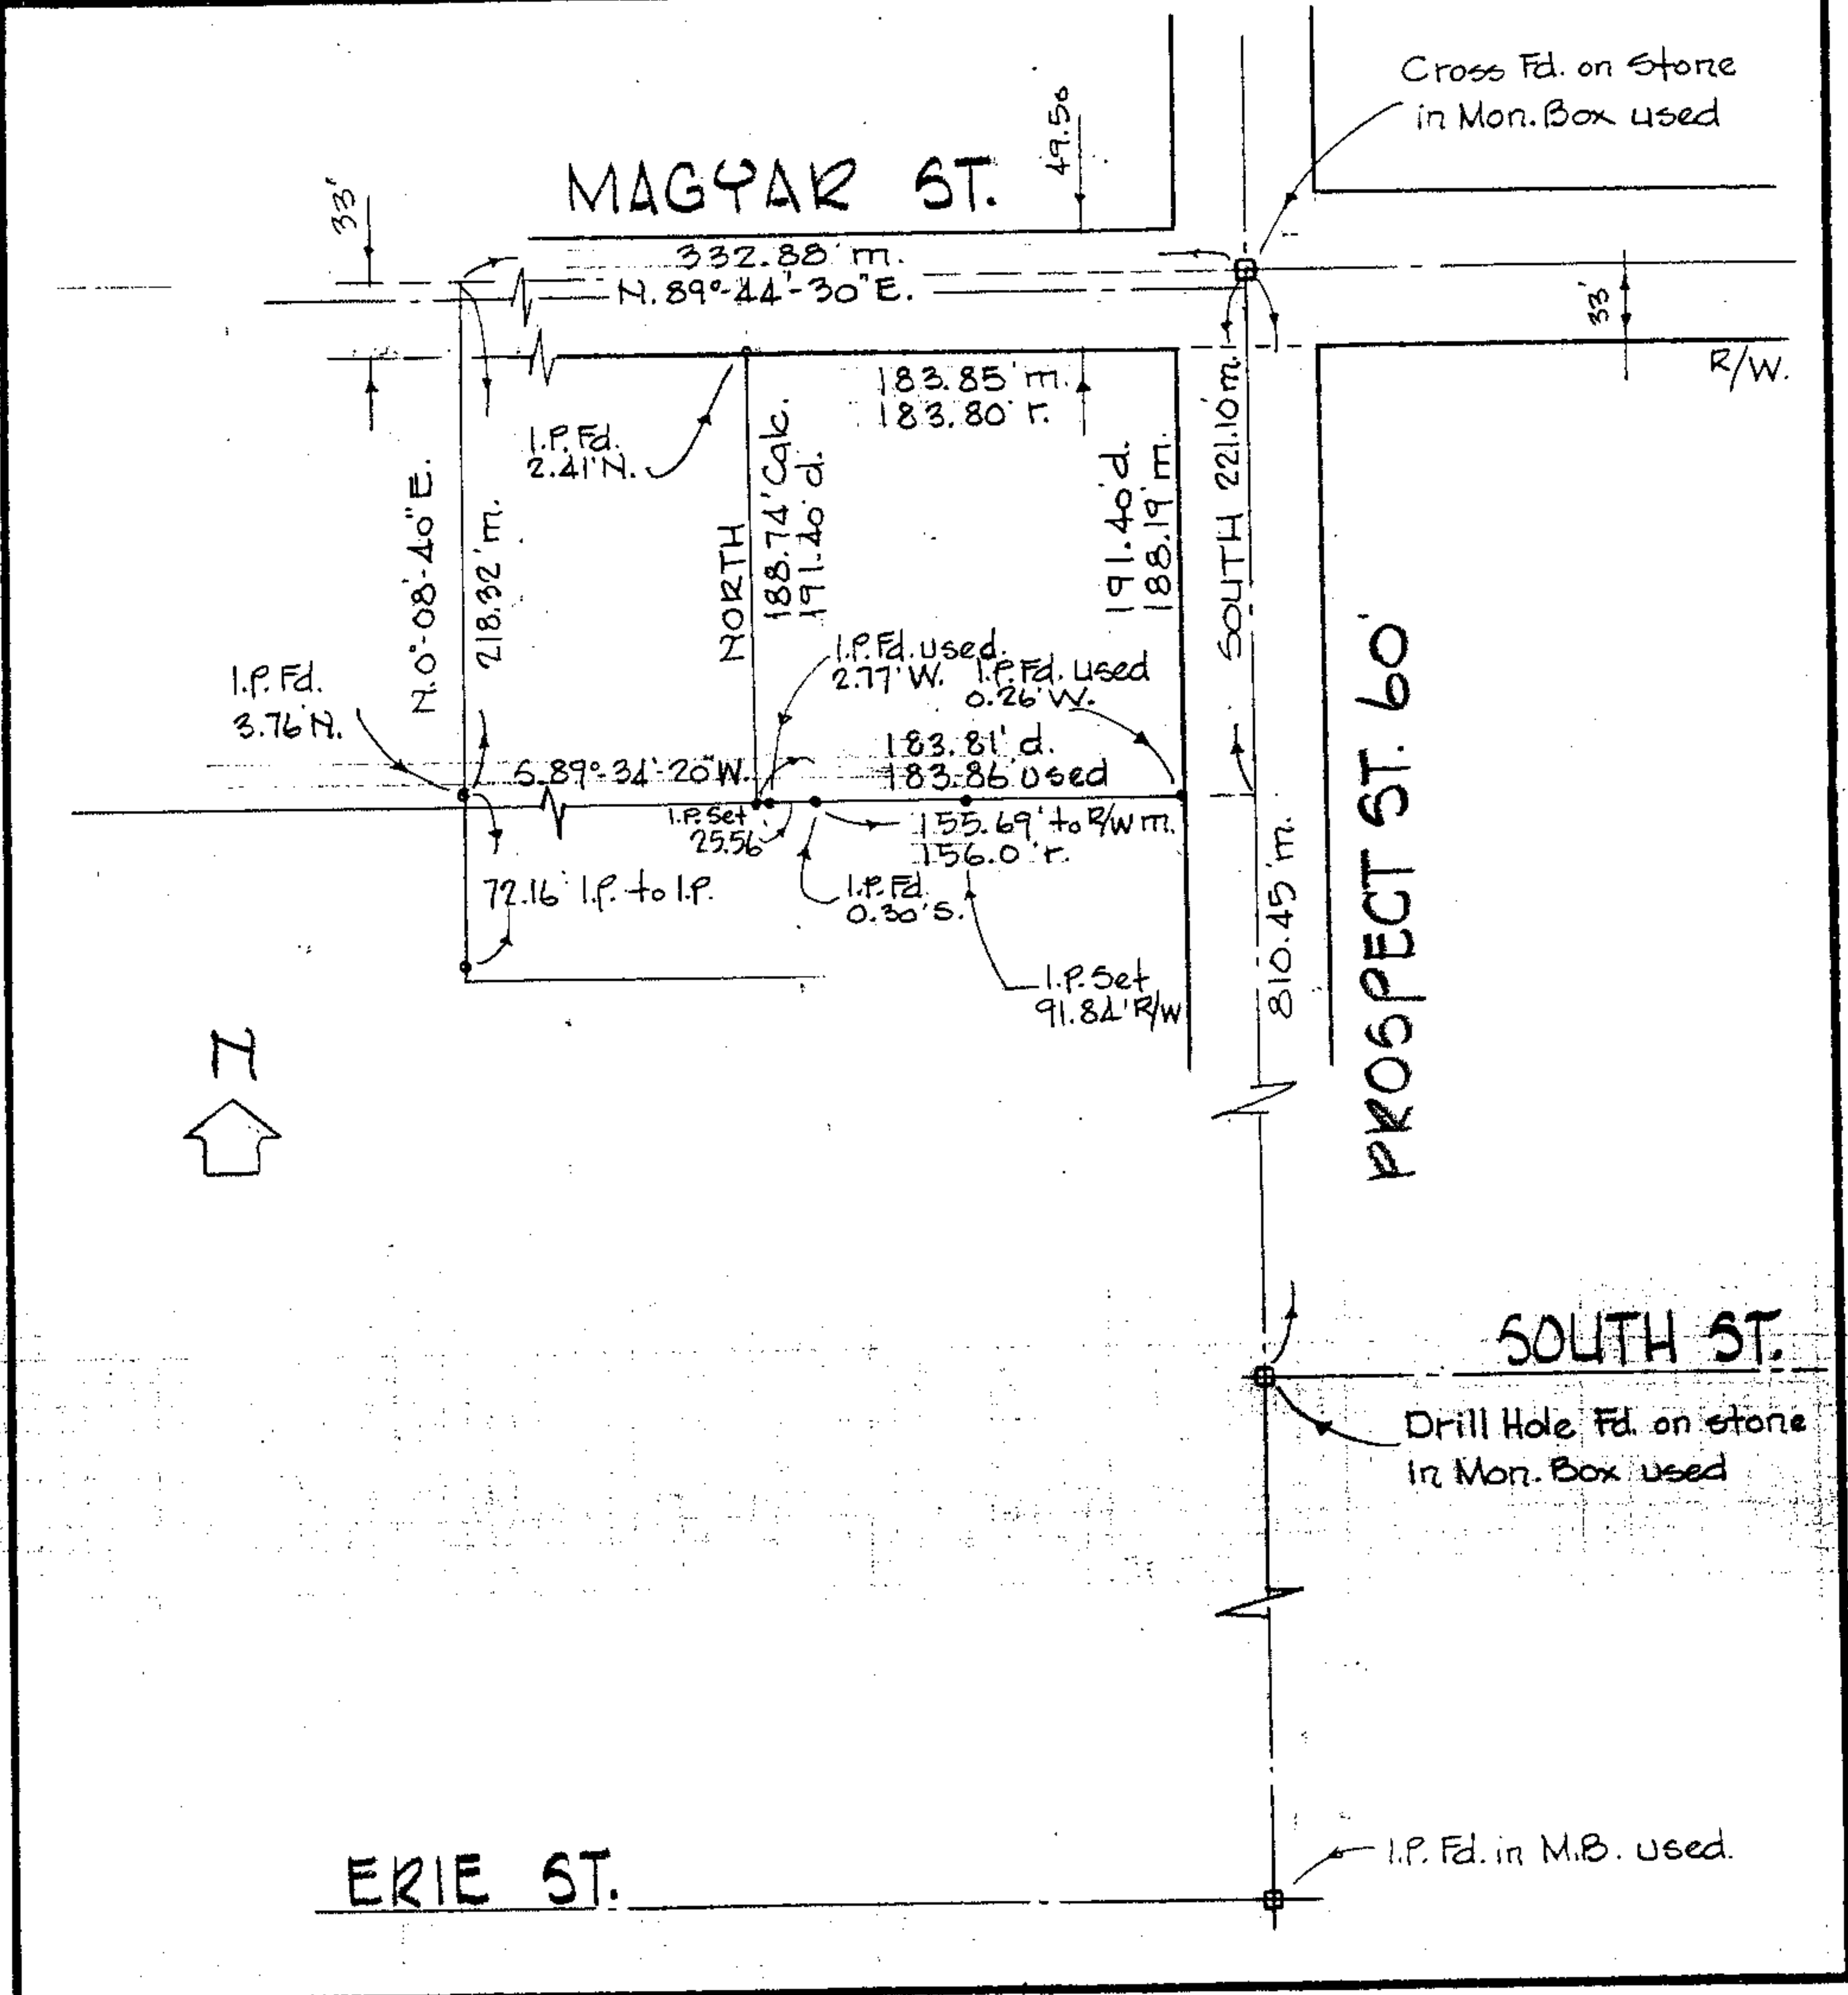 Cross Fd. on Stone
in Mon. Box used
49.50
MAGYAR ST.
33'
332.88' m.
N. 89°-44'-30" E.
33'
R/W.
183.85' m.
183.80' r.
I.P. Fd.
2.41' N.
N. 0°-08'-40" E.
218.32' m.
NORTH
188.74' Calc.
191.40' d.
191.40' d.
188.19' m.
SOUTH 221.10' m.
I.P. Fd. used.
2.77' W.
I.P. Fd. used
0.26' W.
I.P. Fd.
3.76' N.
S. 89°-34'-20" W.
183.81' d.
183.86' used
I.P. Set
25.56'
155.69' to R/W m.
156.0' r.
72.16' I.P. to I.P.
I.P. Fd.
0.30' S.
I.P. Set
91.84' R/W
810.45' m.
PROSPECT ST. 60'
N
SOUTH ST.
Drill Hole Fd. on stone
in Mon. Box used
I.P. Fd. in M.B. used.
ERIE ST.